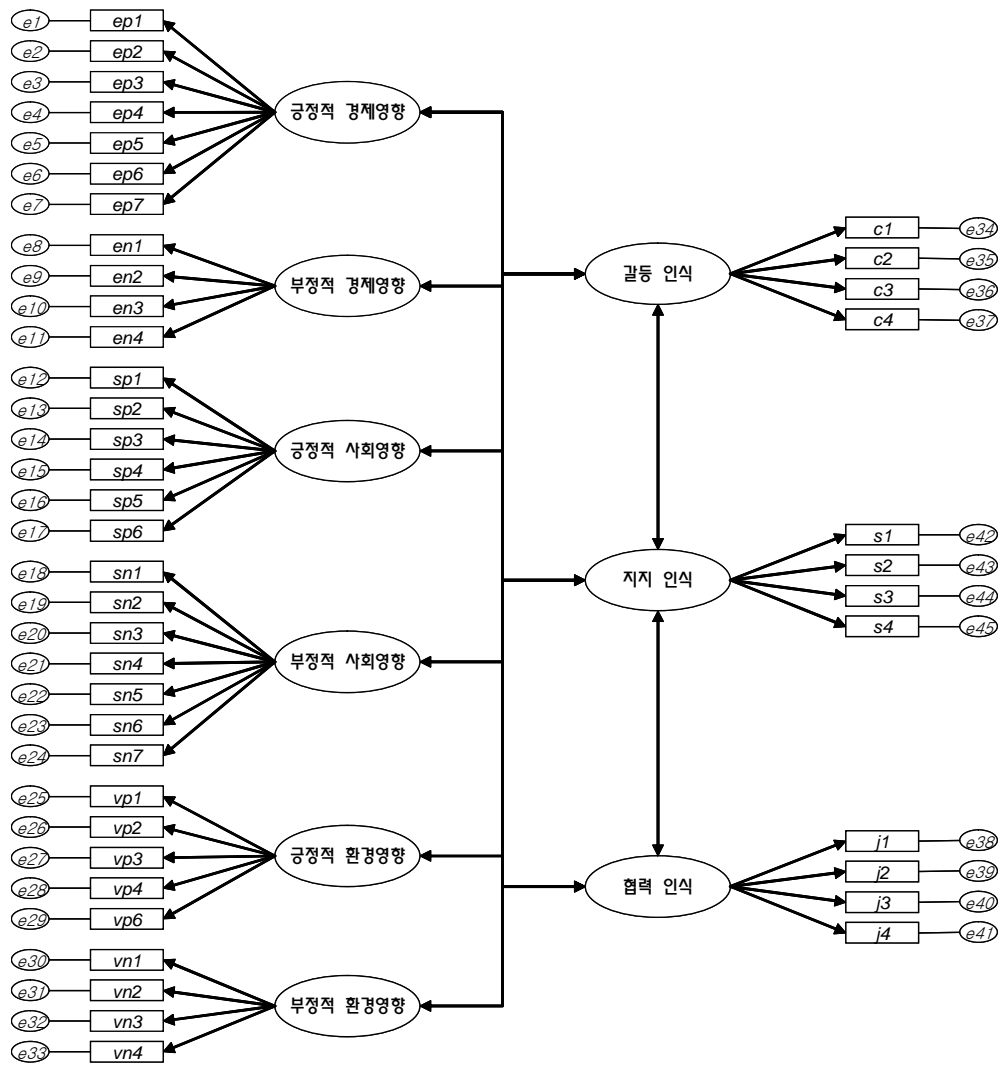 e1 ep1
e2 ep2
e3 ep3
e4 ep4
e5 ep5
e6 ep6
e7 ep7
긍정적 경제영향
e8 en1
e9 en2
e10 en3
e11 en4
부정적 경제영향
e12 sp1
e13 sp2
e14 sp3
e15 sp4
e16 sp5
e17 sp6
긍정적 사회영향
e18 sn1
e19 sn2
e20 sn3
e21 sn4
e22 sn5
e23 sn6
e24 sn7
부정적 사회영향
e25 vp1
e26 vp2
e27 vp3
e28 vp4
e29 vp6
긍정적 환경영향
e30 vn1
e31 vn2
e32 vn3
e33 vn4
부정적 환경영향
갈등 인식
c1 e34
c2 e35
c3 e36
c4 e37
지지 인식
s1 e42
s2 e43
s3 e44
s4 e45
협력 인식
j1 e38
j2 e39
j3 e40
j4 e41